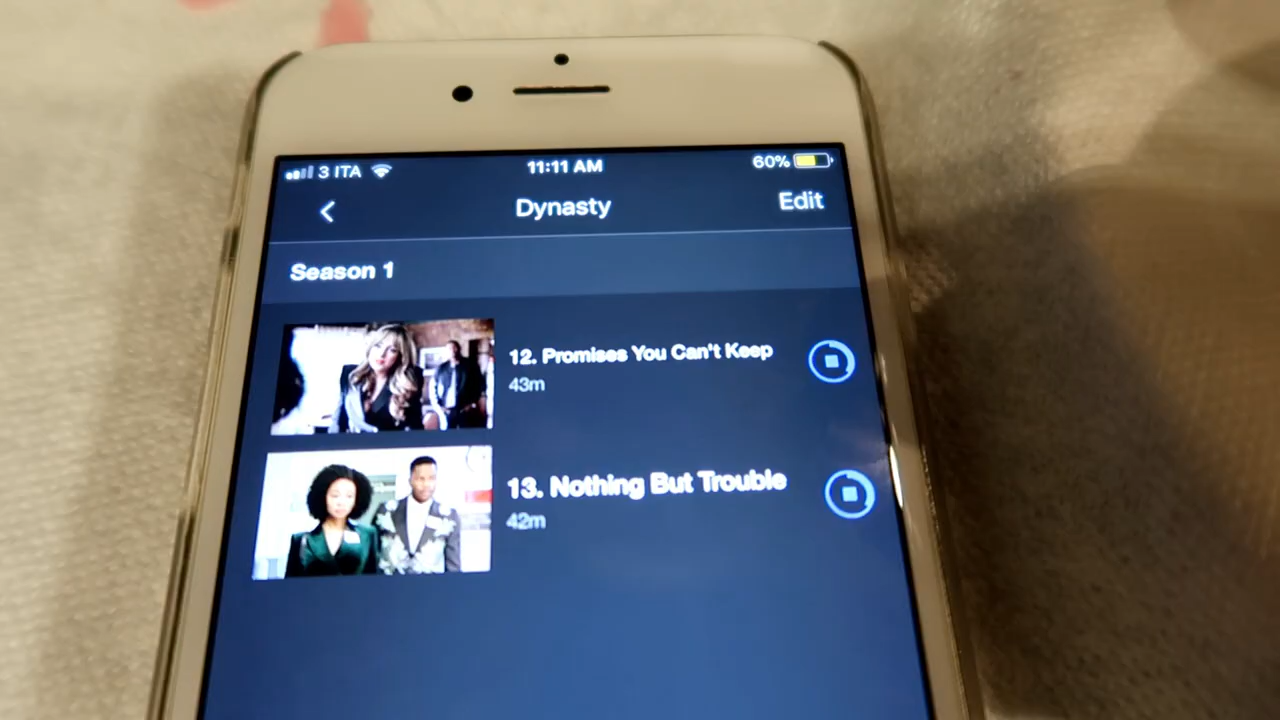 3 ITA 11:11 AM 60%
Dynasty Edit
Season 1
12. Promises You Can't Keep
43m
13. Nothing But Trouble
42m